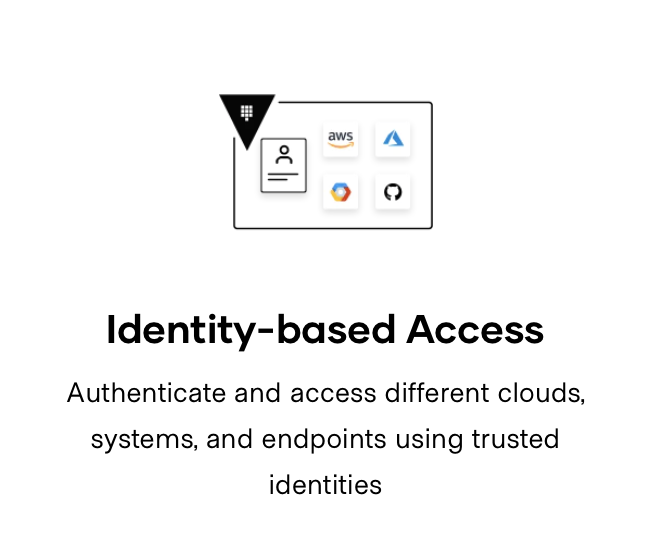 aws
Identity-based Access
Authenticate and access different clouds,
systems, and endpoints using trusted
identities